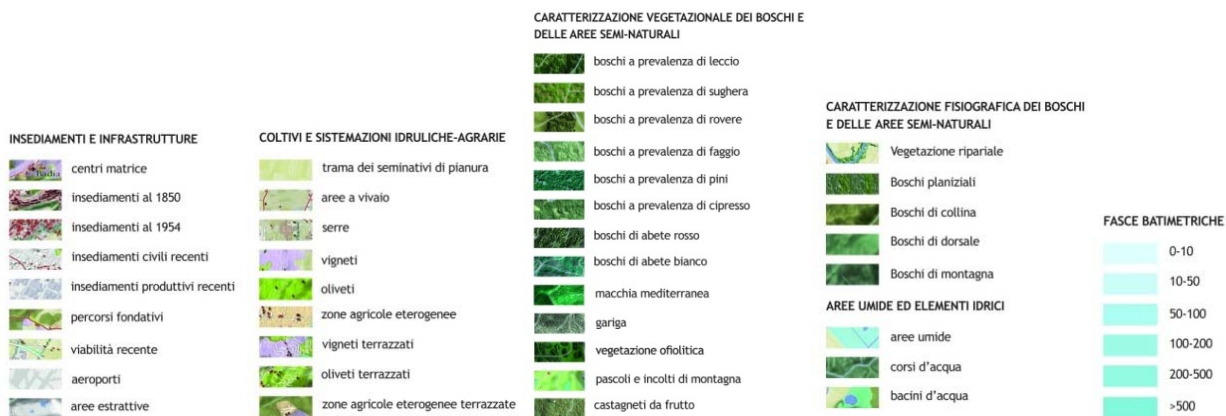 INSEDIAMENTI E INFRASTRUTTURE
Badia
centri matrice
insediamenti al 1850
insediamenti al 1954
insediamenti civili recenti
insediamenti produttivi recenti
percorsi fondativi
viabilità recente
aeroporti
aree estrattive
COLTIVI E SISTEMAZIONI IDRULICHE-AGRARIE
trama dei seminativi di pianura
aree a vivaio
serre
vigneti
oliveti
zone agricole eterogenee
vigneti terrazzati
oliveti terrazzati
zone agricole eterogenee terrazzate
CARATTERIZZAZIONE VEGETAZIONALE DEI BOSCHI E
DELLE AREE SEMI-NATURALI
boschi a prevalenza di leccio
boschi a prevalenza di sughera
boschi a prevalenza di rovere
boschi a prevalenza di faggio
boschi a prevalenza di pini
boschi a prevalenza di cipresso
boschi di abete rosso
boschi di abete bianco
macchia mediterranea
gariga
vegetazione ofiolitica
pascoli e incolti di montagna
castagneti da frutto
CARATTERIZZAZIONE FISIOGRAFICA DEI BOSCHI
E DELLE AREE SEMI-NATURALI
Vegetazione ripariale
Boschi planiziali
Boschi di collina
Boschi di dorsale
Boschi di montagna
AREE UMIDE ED ELEMENTI IDRICI
aree umide
corsi d'acqua
bacini d'acqua
FASCE BATIMETRICHE
0-10
10-50
50-100
100-200
200-500
>500